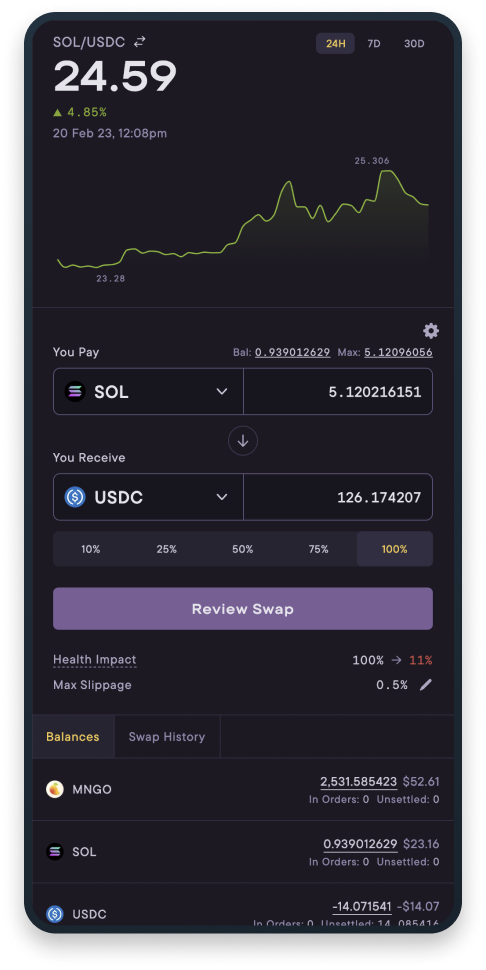 SOL/USDC 24H 7D 30D
24.59
4.85%
20 Feb 23, 12:08pm
25.306
23.28
You Pay Bal: 0.939012629 Max: 5.12096056
SOL 5.120216151
You Receive
USDC 126.174207
10% 25% 50% 75% 100%
Review Swap
Health Impact 100% → 11%
Max Slippage 0.5%
Balances Swap History
MNGO 2,531.585423 $52.61
In Orders: 0 Unsettled: 0
SOL 0.939012629 $23.16
In Orders: 0 Unsettled: 0
USDC -14.071541 -$14.07
In Orders: 0 Unsettled: 14.085416